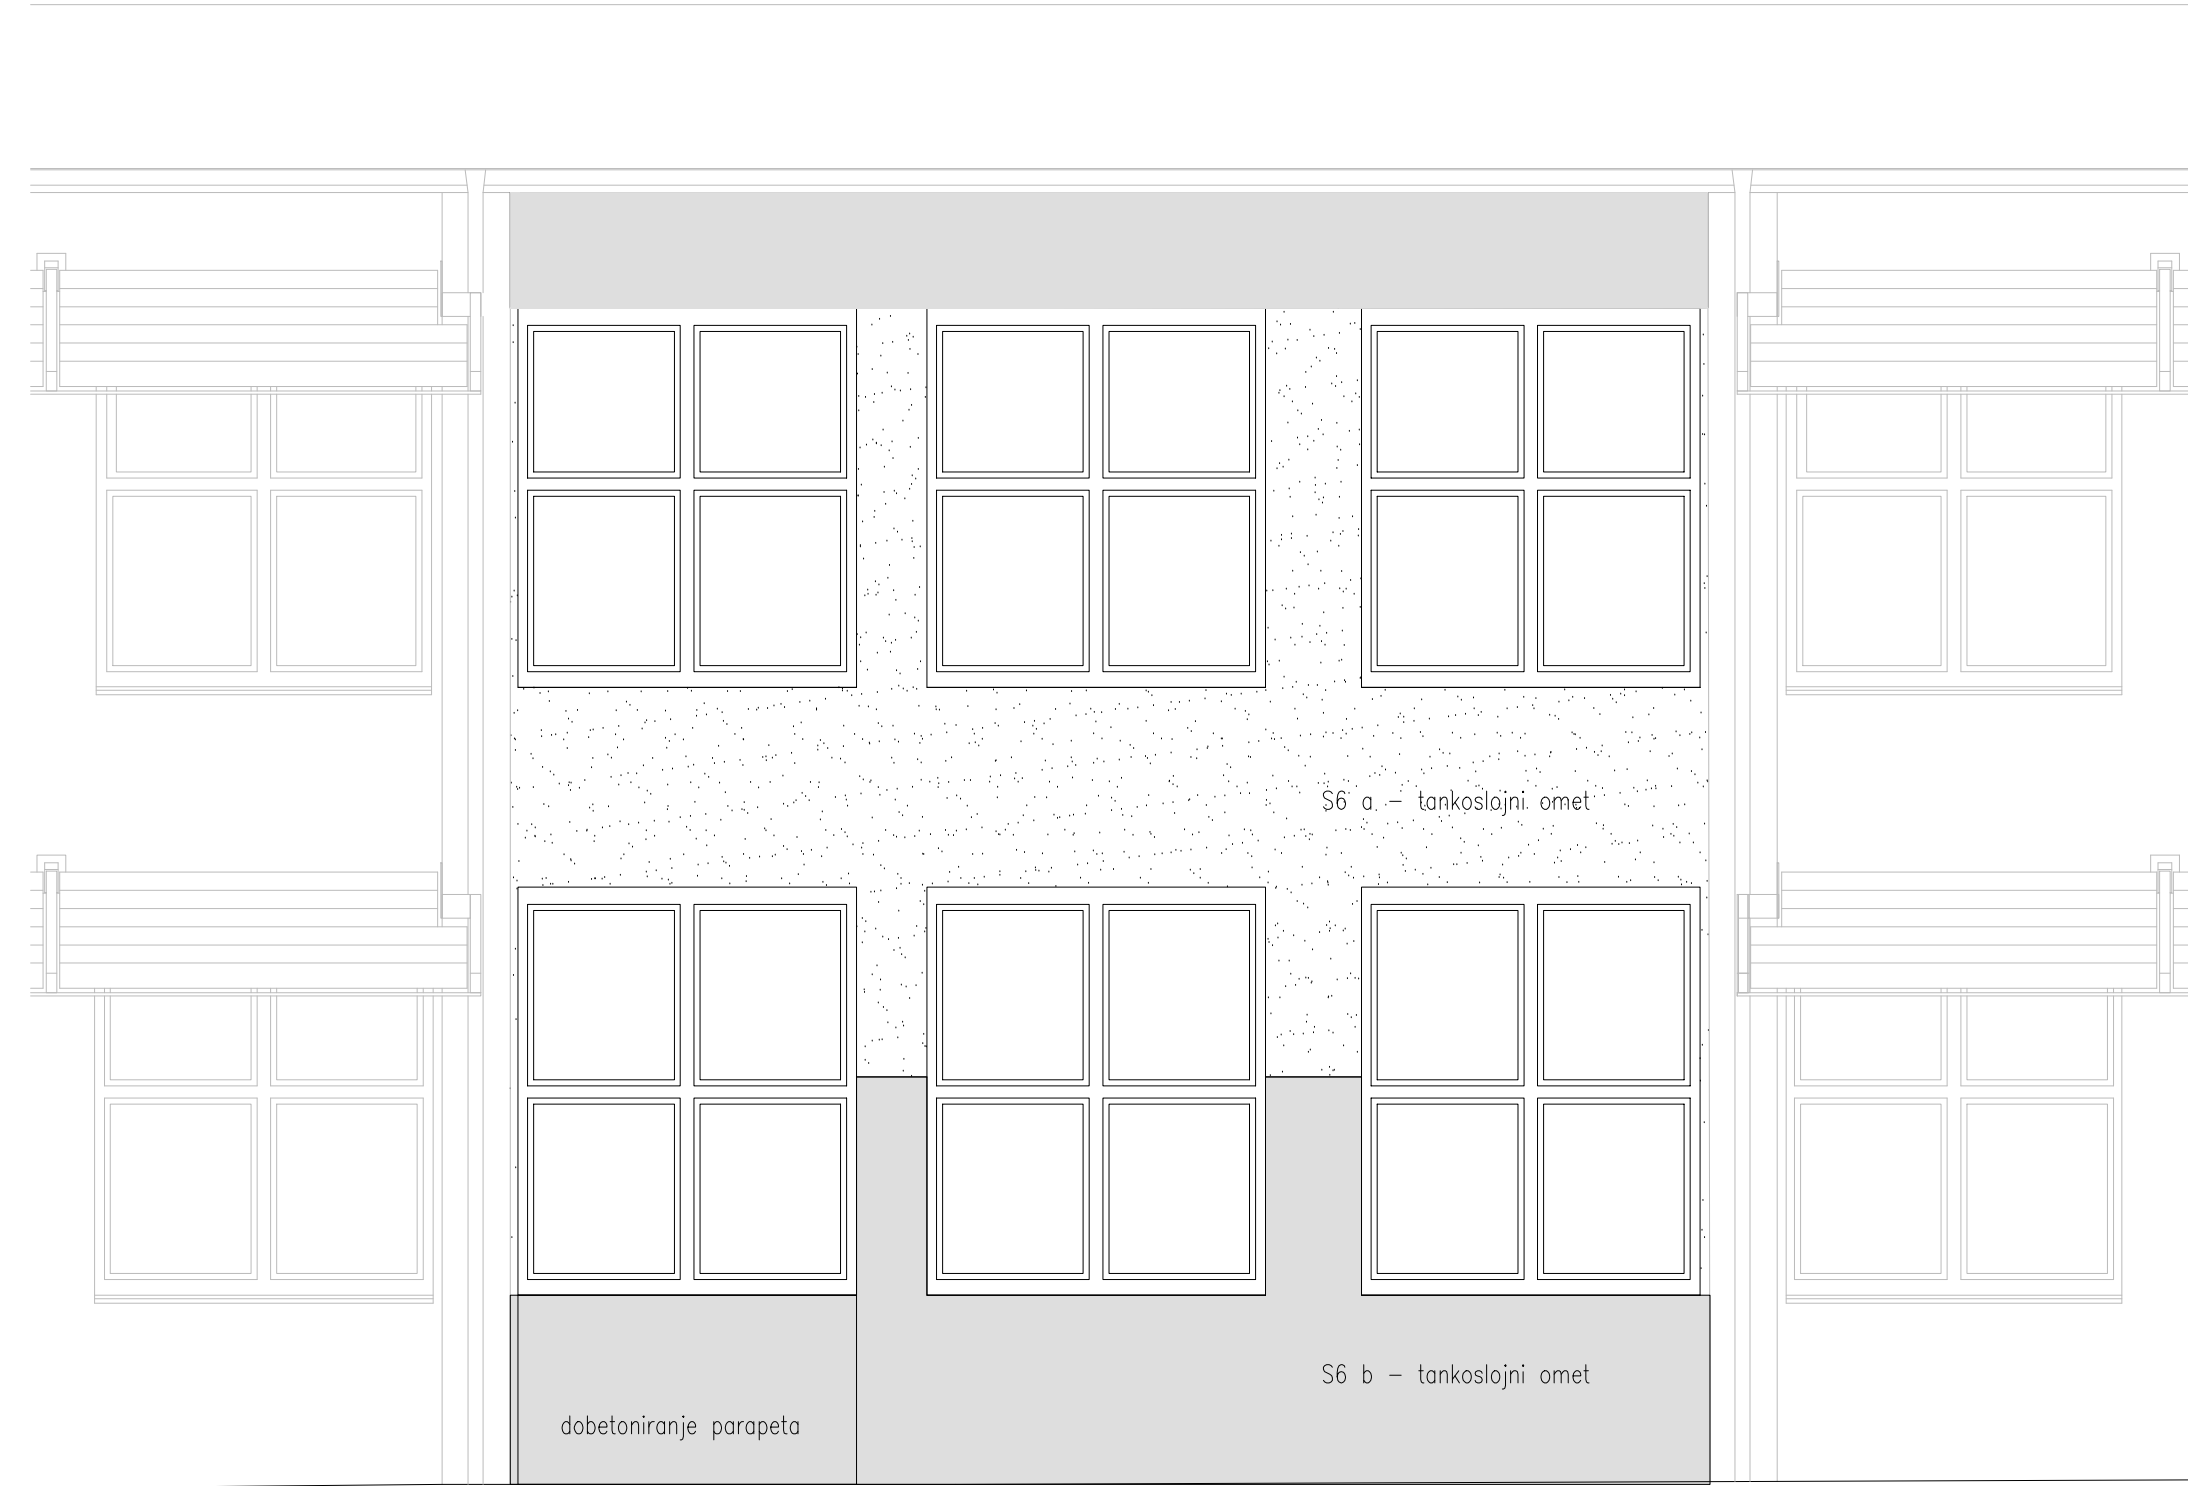 S6 a - tankoslojni omet
S6 b - tankoslojni omet
dobetoniranje parapeta